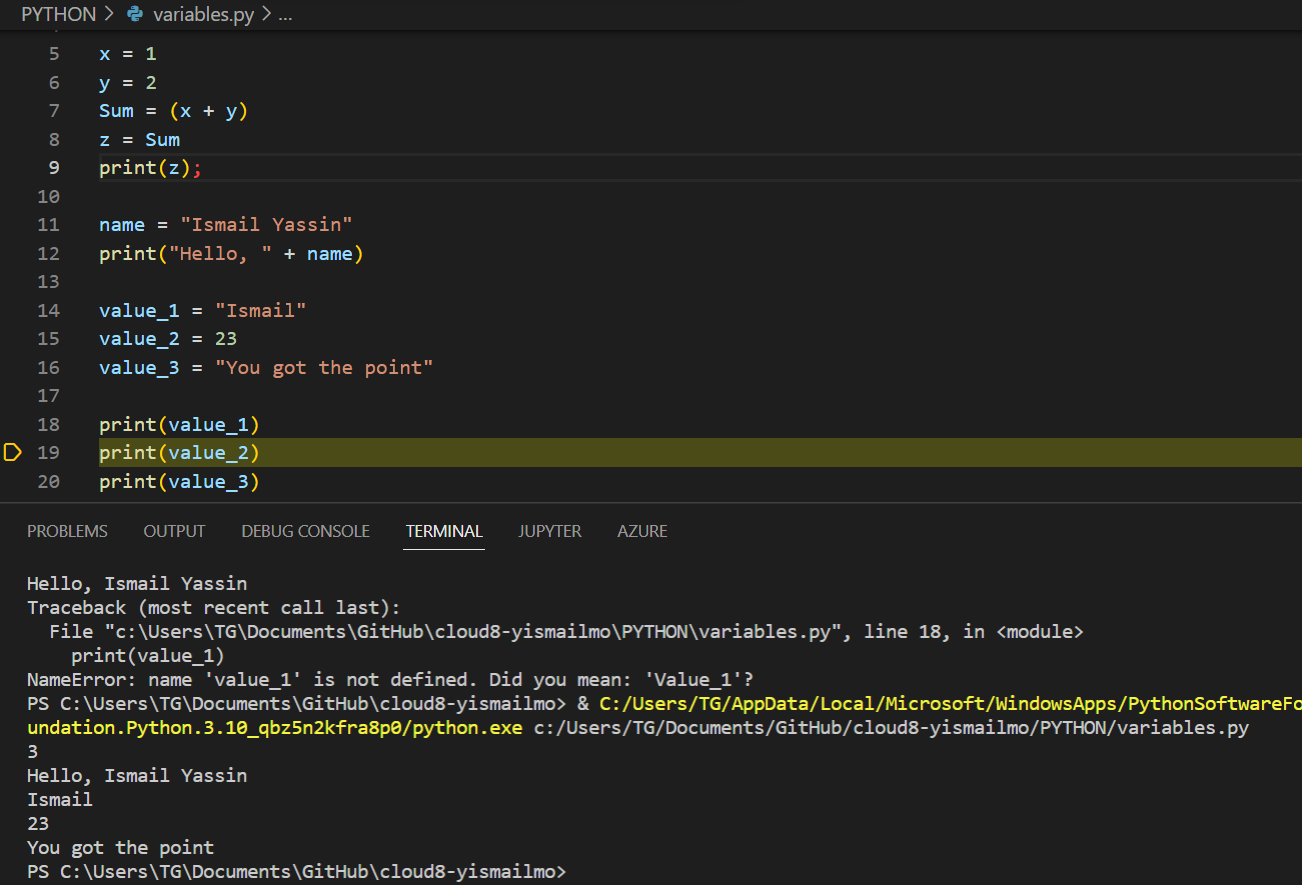 PYTHON > variables.py > ...
5 x = 1
6 y = 2
7 Sum = (x + y)
8 z = Sum
9 print(z);
10
11 name = "Ismail Yassin"
12 print("Hello, " + name)
13
14 value_1 = "Ismail"
15 value_2 = 23
16 value_3 = "You got the point"
17
18 print(value_1)
19 print(value_2)
20 print(value_3)
PROBLEMS OUTPUT DEBUG CONSOLE TERMINAL JUPYTER AZURE
Hello, Ismail Yassin
Traceback (most recent call last):
  File "c:\Users\TG\Documents\GitHub\cloud8-yismailmo\PYTHON\variables.py", line 18, in <module>
    print(value_1)
NameError: name 'value_1' is not defined. Did you mean: 'Value_1'?
PS C:\Users\TG\Documents\GitHub\cloud8-yismailmo> & C:/Users/TG/AppData/Local/Microsoft/WindowsApps/PythonSoftwareFo
undation.Python.3.10_qbz5n2kfra8p0/python.exe c:/Users/TG/Documents/GitHub/cloud8-yismailmo/PYTHON/variables.py
3
Hello, Ismail Yassin
Ismail
23
You got the point
PS C:\Users\TG\Documents\GitHub\cloud8-yismailmo>